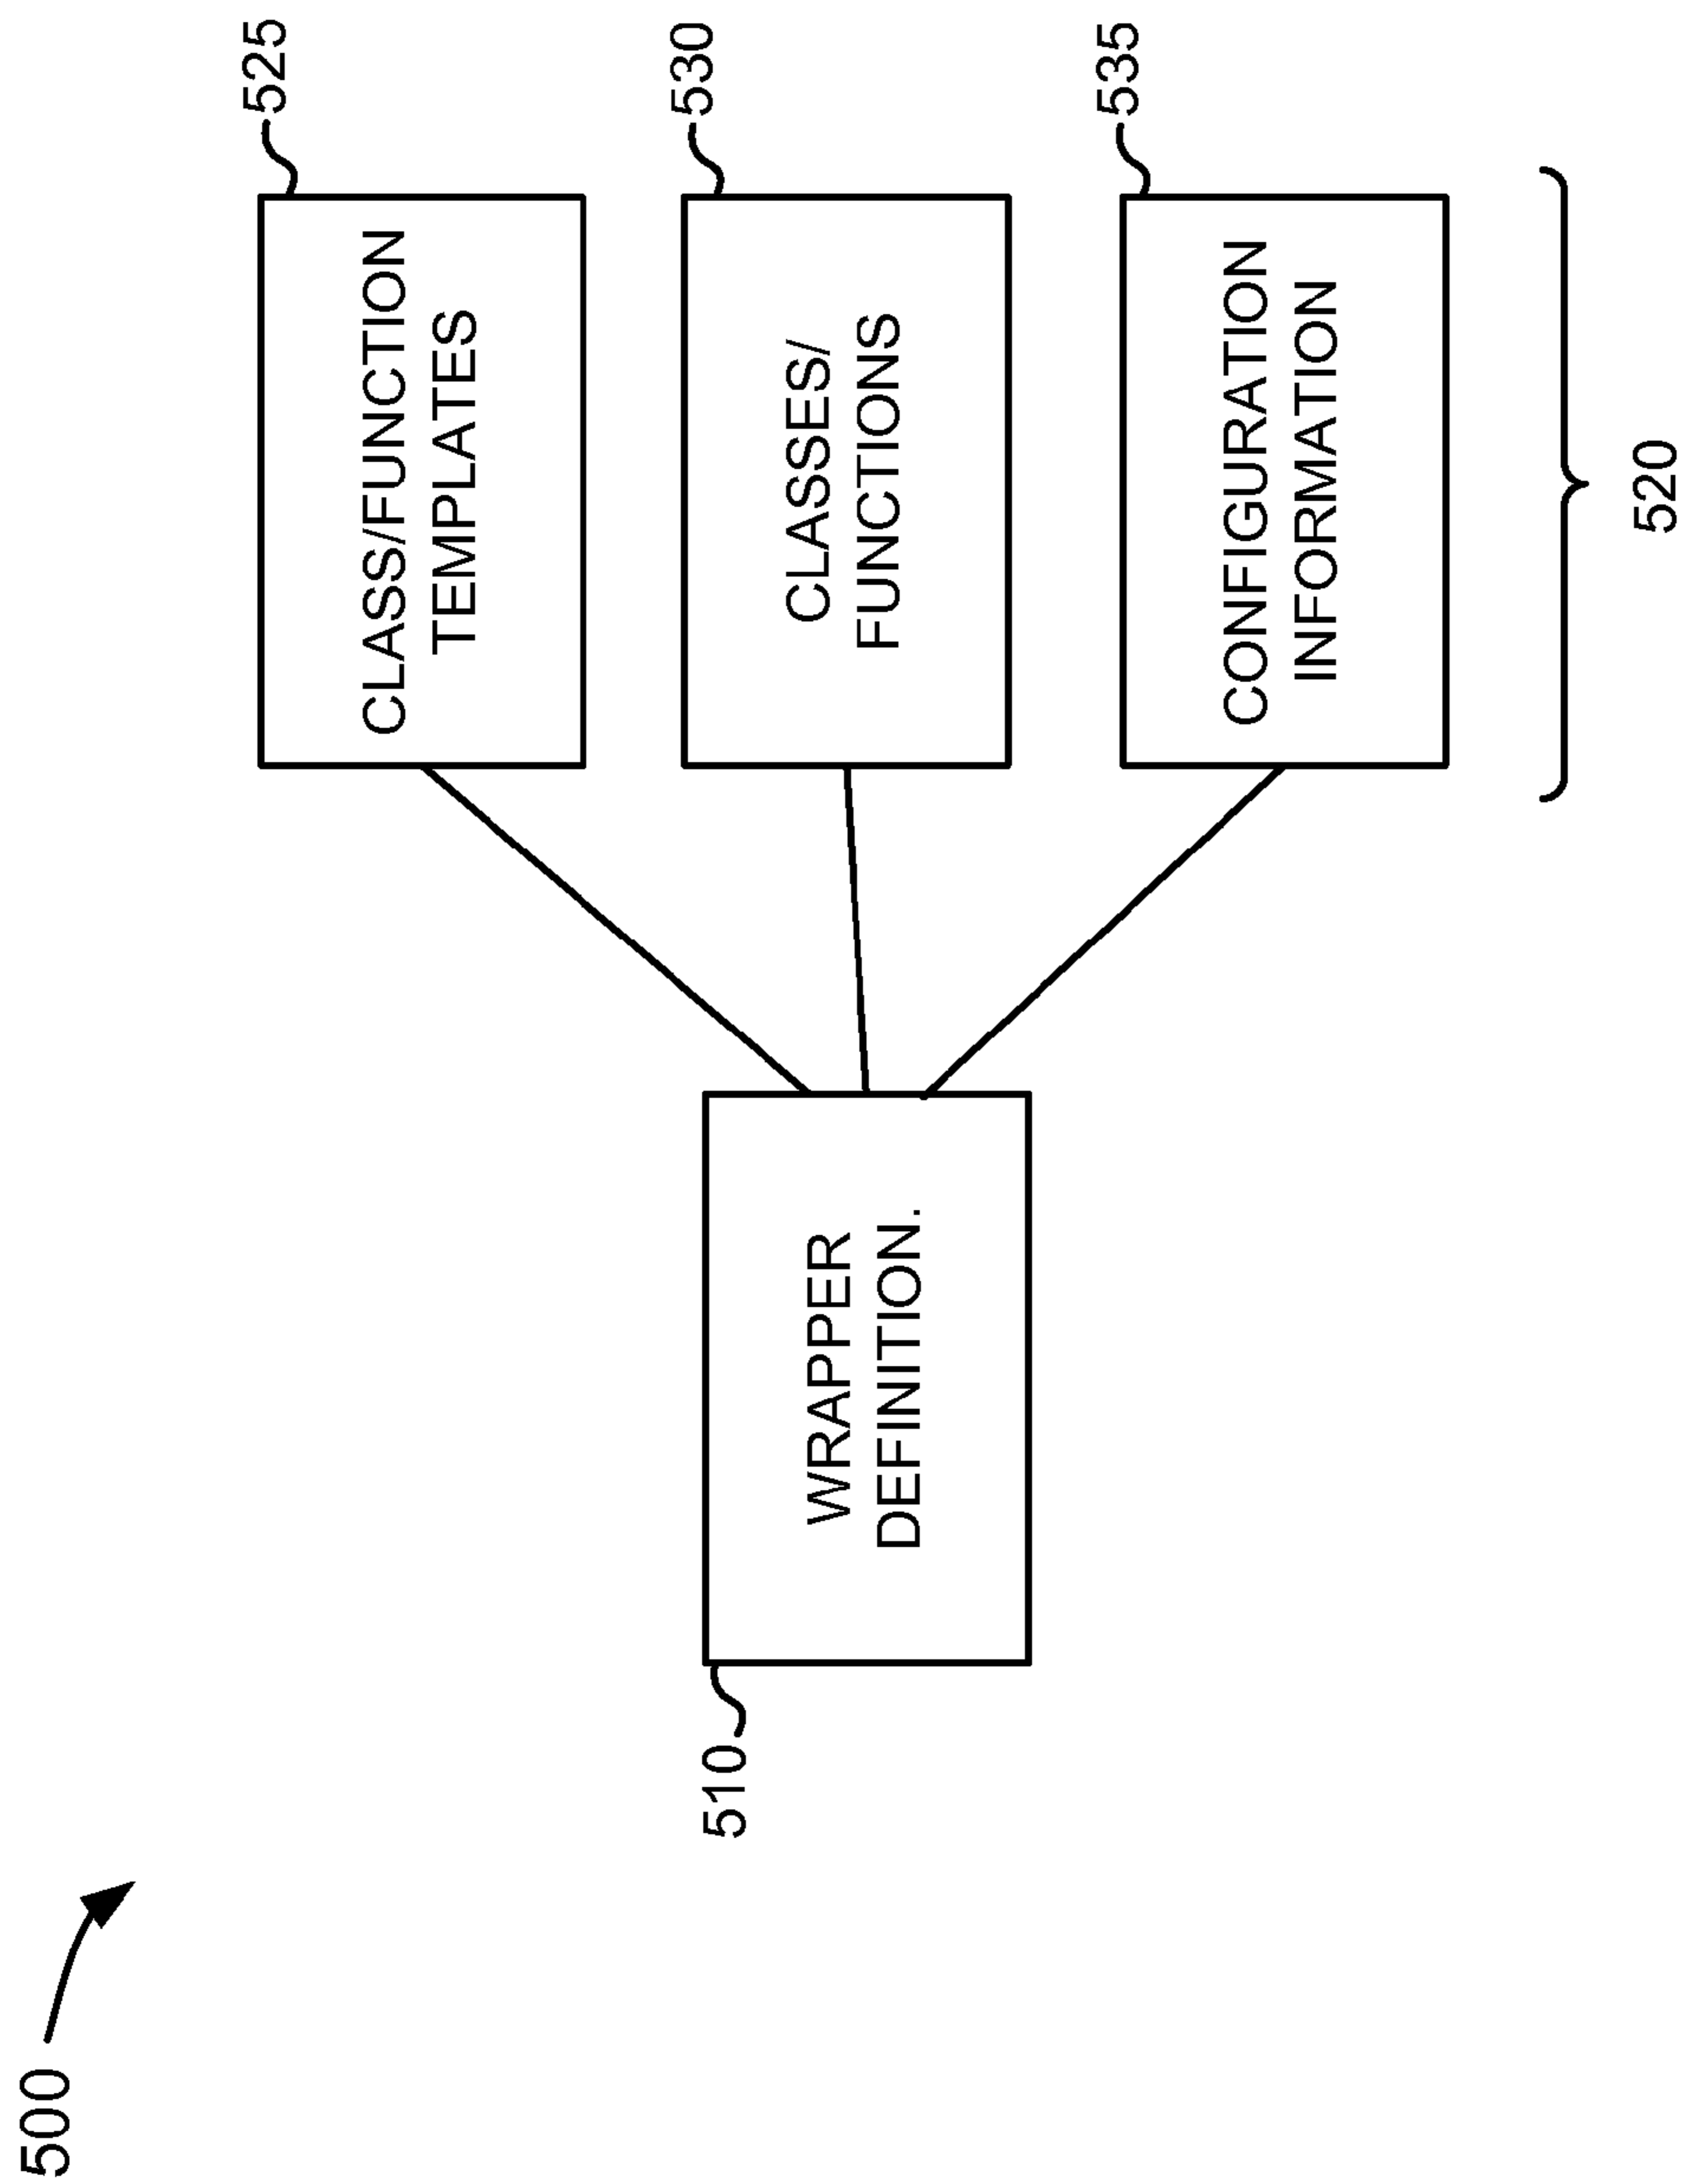 500
510
WRAPPER
DEFINITION.
525
CLASS/FUNCTION
TEMPLATES
530
CLASSES/
FUNCTIONS
535
CONFIGURATION
INFORMATION
520